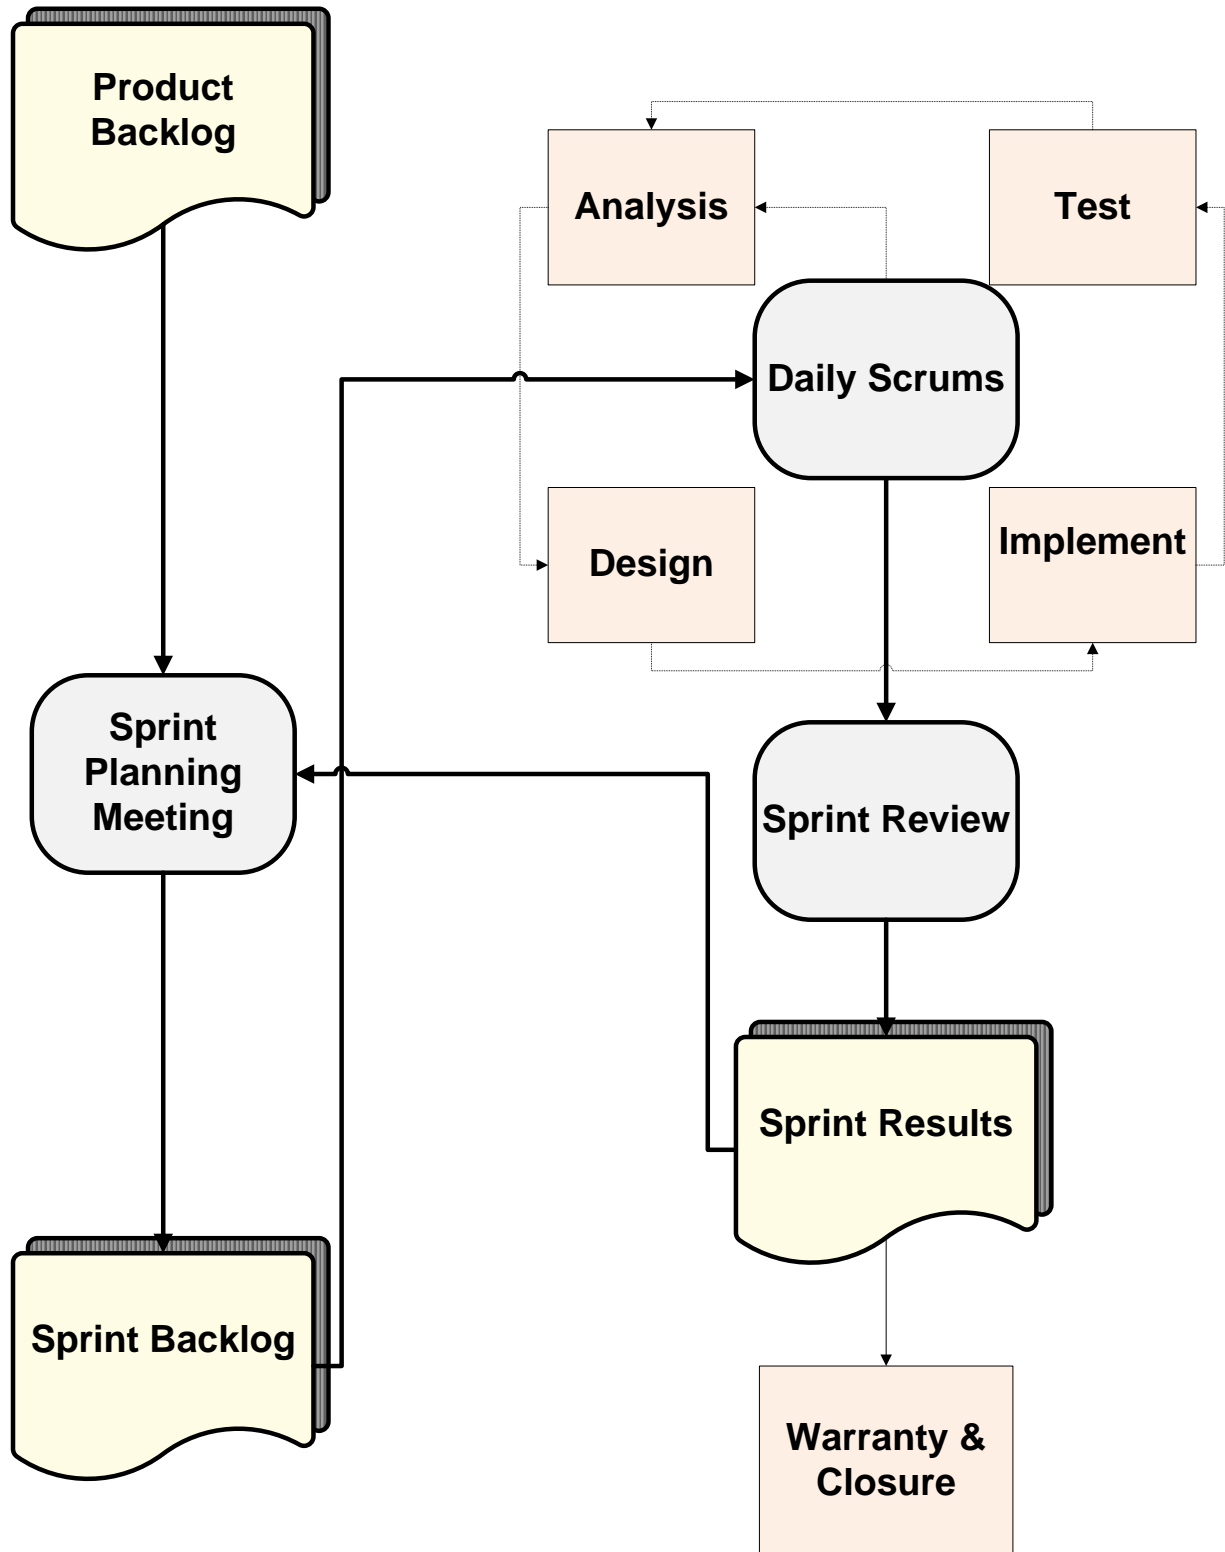 Product
Backlog
Analysis
Test
Daily Scrums
Design
Implement
Sprint
Planning
Meeting
Sprint Review
Sprint Results
Sprint Backlog
Warranty &
Closure